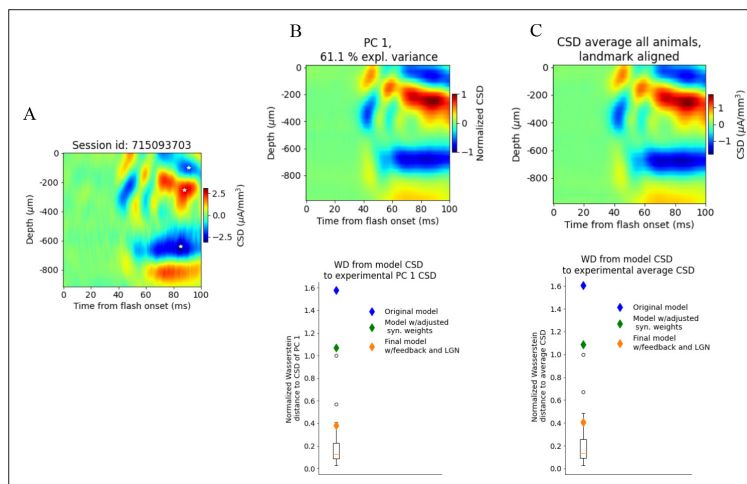 A
Session id: 715093703
0
-200
-400
-600
-800
Depth (µm)
0 20 40 60 80 100
Time from flash onset (ms)
2.5
0.0
−2.5
CSD (µA/mm³)
B
PC 1,
61.1 % expl. variance
0
-200
-400
-600
-800
Depth (µm)
0 20 40 60 80 100
Time from flash onset (ms)
1
0
−1
Normalized CSD
WD from model CSD
to experimental PC 1 CSD
1.6
1.4
1.2
1.0
0.8
0.6
0.4
0.2
0.0
Normalized Wasserstein
distance to CSD of PC 1
Original model
Model w/adjusted
syn. weights
Final model
w/feedback and LGN
C
CSD average all animals,
landmark aligned
0
-200
-400
-600
-800
Depth (µm)
0 20 40 60 80 100
Time from flash onset (ms)
1
0
−1
CSD (µA/mm³)
WD from model CSD
to experimental average CSD
1.6
1.4
1.2
1.0
0.8
0.6
0.4
0.2
0.0
Normalized Wasserstein
distance to average CSD
Original model
Model w/adjusted
syn. weights
Final model
w/feedback and LGN